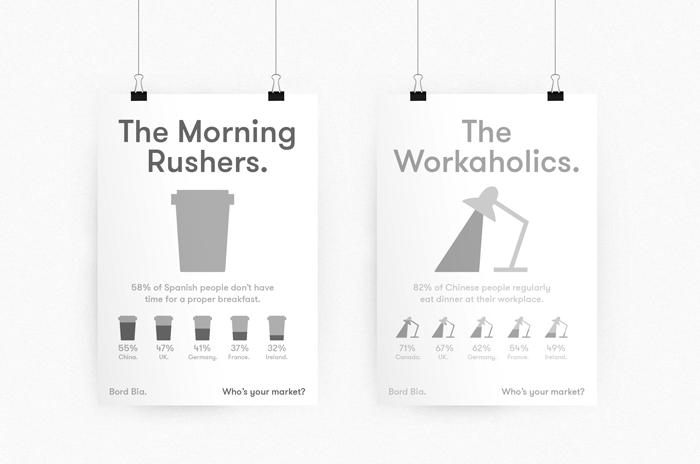 The Morning
Rushers.
58% of Spanish people don't have
time for a proper breakfast.
55% 47% 41% 37% 32%
China. UK. Germany. France. Ireland.
Bord Bia. Who's your market?
The
Workaholics.
82% of Chinese people regularly
eat dinner at their workplace.
71% 67% 62% 54% 49%
Canada. UK. Germany. France. Ireland.
Bord Bia. Who's your market?